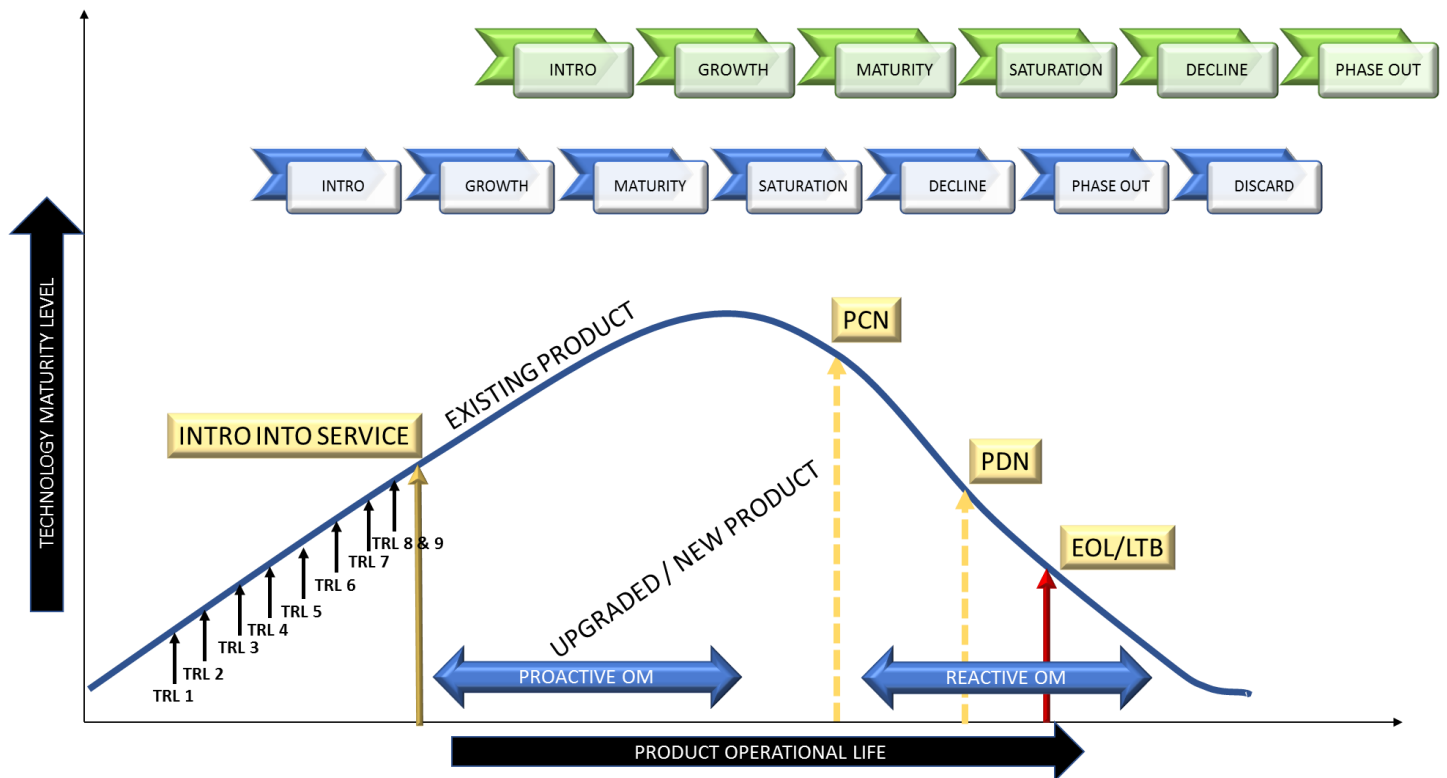 INTRO
GROWTH
MATURITY
SATURATION
DECLINE
PHASE OUT
INTRO
GROWTH
MATURITY
SATURATION
DECLINE
PHASE OUT
DISCARD
TECHNOLOGY MATURITY LEVEL
EXISTING PRODUCT
PCN
INTRO INTO SERVICE
PDN
UPGRADED / NEW PRODUCT
EOL/LTB
TRL 8 & 9
TRL 7
TRL 6
TRL 5
TRL 4
TRL 3
TRL 2
TRL 1
PROACTIVE OM
REACTIVE OM
PRODUCT OPERATIONAL LIFE